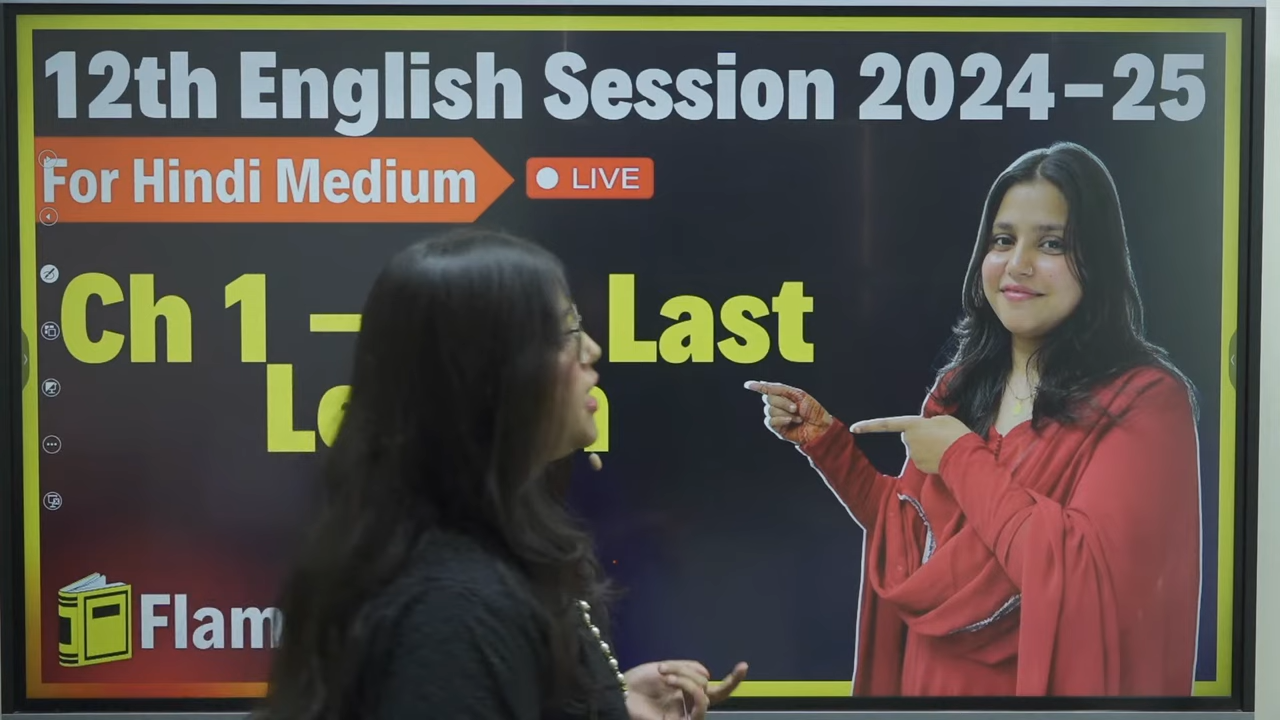 12th English Session 2024-25
For Hindi Medium
LIVE
Ch 1 – Last
Flam